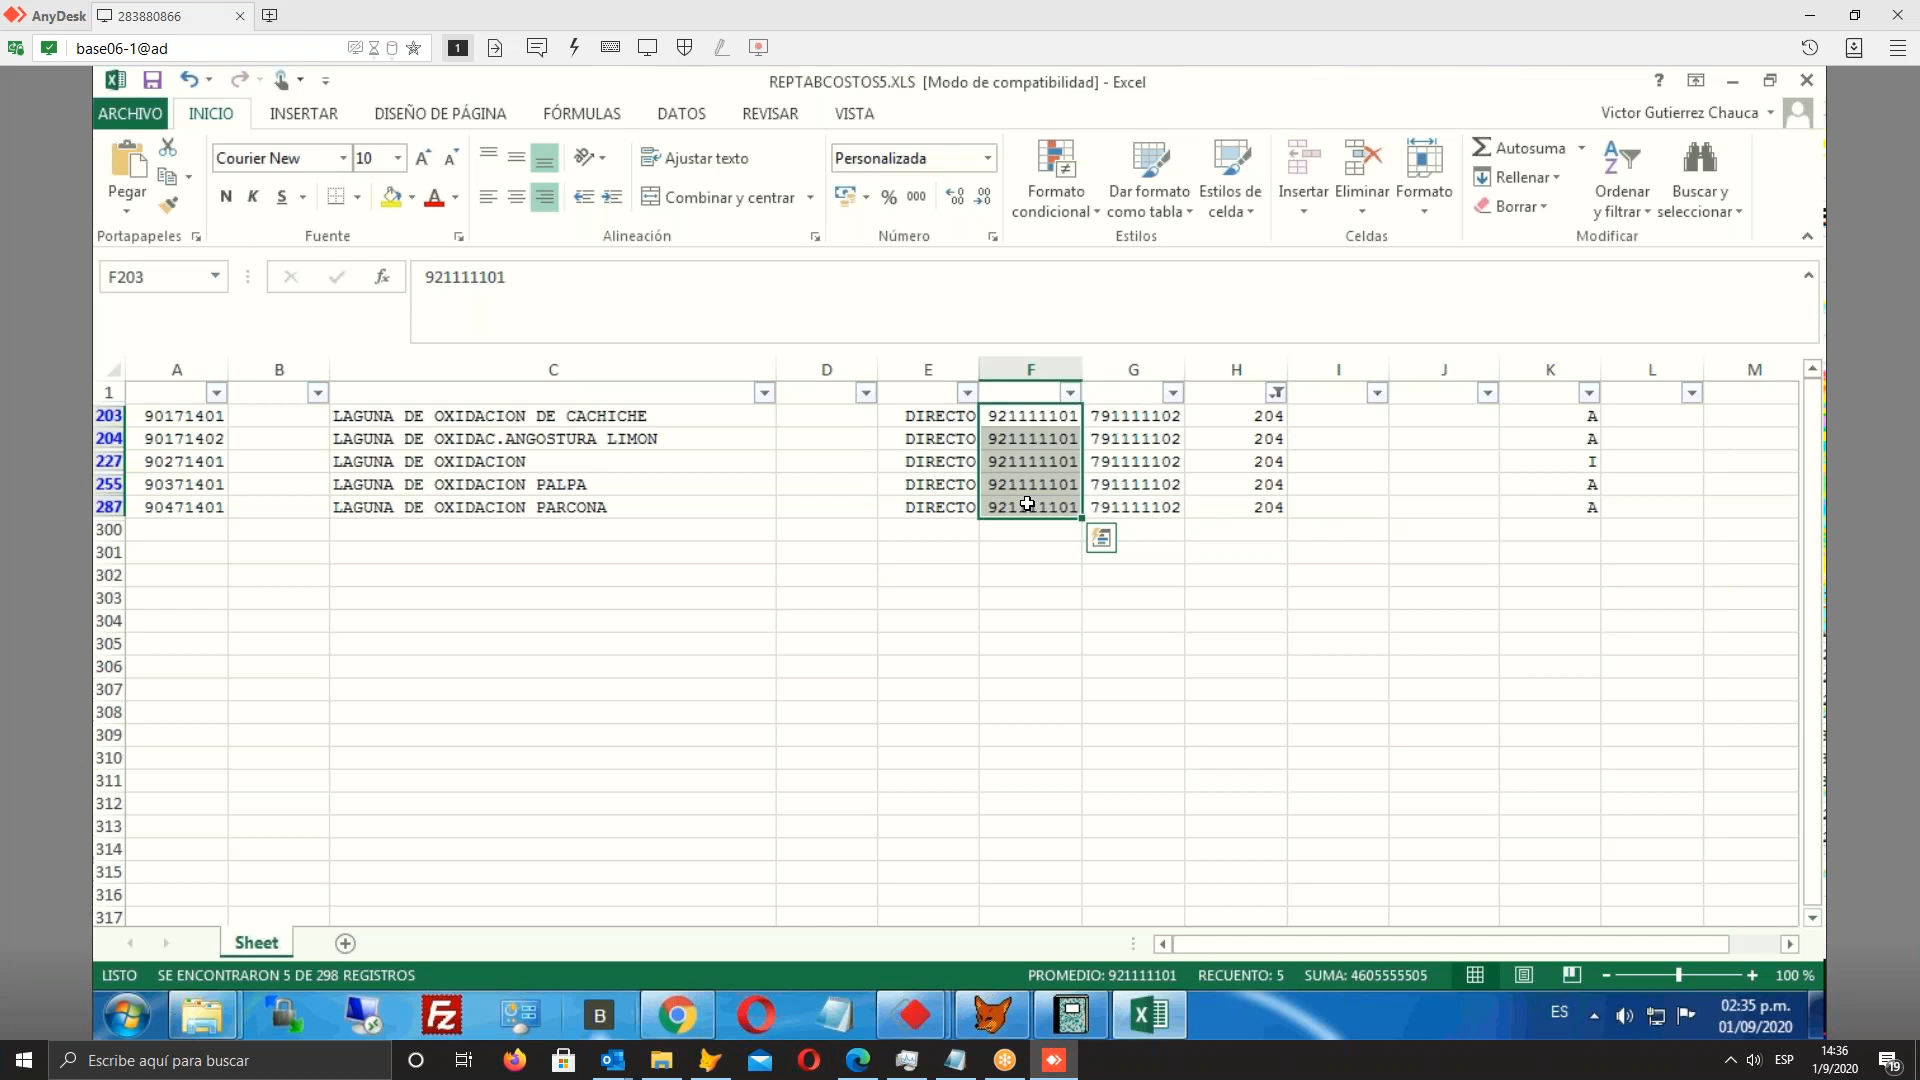 AnyDesk 283880866
base06-1@ad 1
REPTABCOSTOS5.XLS [Modo de compatibilidad] - Excel
ARCHIVO INICIO INSERTAR DISEÑO DE PÁGINA FÓRMULAS DATOS REVISAR VISTA Victor Gutierrez Chauca
Pegar
Portapapeles
Courier New 10
N K S
Fuente
Ajustar texto
Combinar y centrar
Alineación
Personalizada
% 000
Número
Formato condicional
Dar formato como tabla
Estilos de celda
Estilos
Insertar Eliminar Formato
Celdas
Autosuma
Rellenar
Borrar
Ordenar y filtrar
Buscar y seleccionar
Modificar
F203 fx 921111101
A B C D E F G H I J K L M
1
203 90171401 LAGUNA DE OXIDACION DE CACHICHE DIRECTO 921111101 791111102 204 A
204 90171402 LAGUNA DE OXIDAC.ANGOSTURA LIMON DIRECTO 921111101 791111102 204 A
227 90271401 LAGUNA DE OXIDACION DIRECTO 921111101 791111102 204 I
255 90371401 LAGUNA DE OXIDACION PALPA DIRECTO 921111101 791111102 204 A
287 90471401 LAGUNA DE OXIDACION PARCONA DIRECTO 921111101 791111102 204 A
300
301
302
303
304
305
306
307
308
309
310
311
312
313
314
315
316
317
Sheet
LISTO SE ENCONTRARON 5 DE 298 REGISTROS PROMEDIO: 921111101 RECUENTO: 5 SUMA: 4605555505 100 %
ES 02:35 p.m.
01/09/2020
Escribe aquí para buscar ESP 14:36
1/9/2020 19